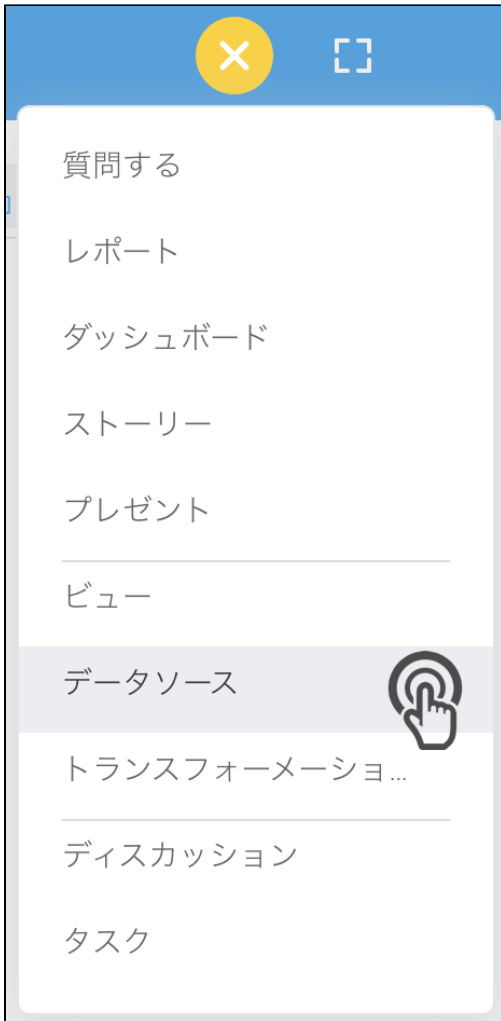 質問する
レポート
ダッシュボード
ストーリー
プレゼント
ビュー
データソース
トランスフォーメーショ...
ディスカッション
タスク